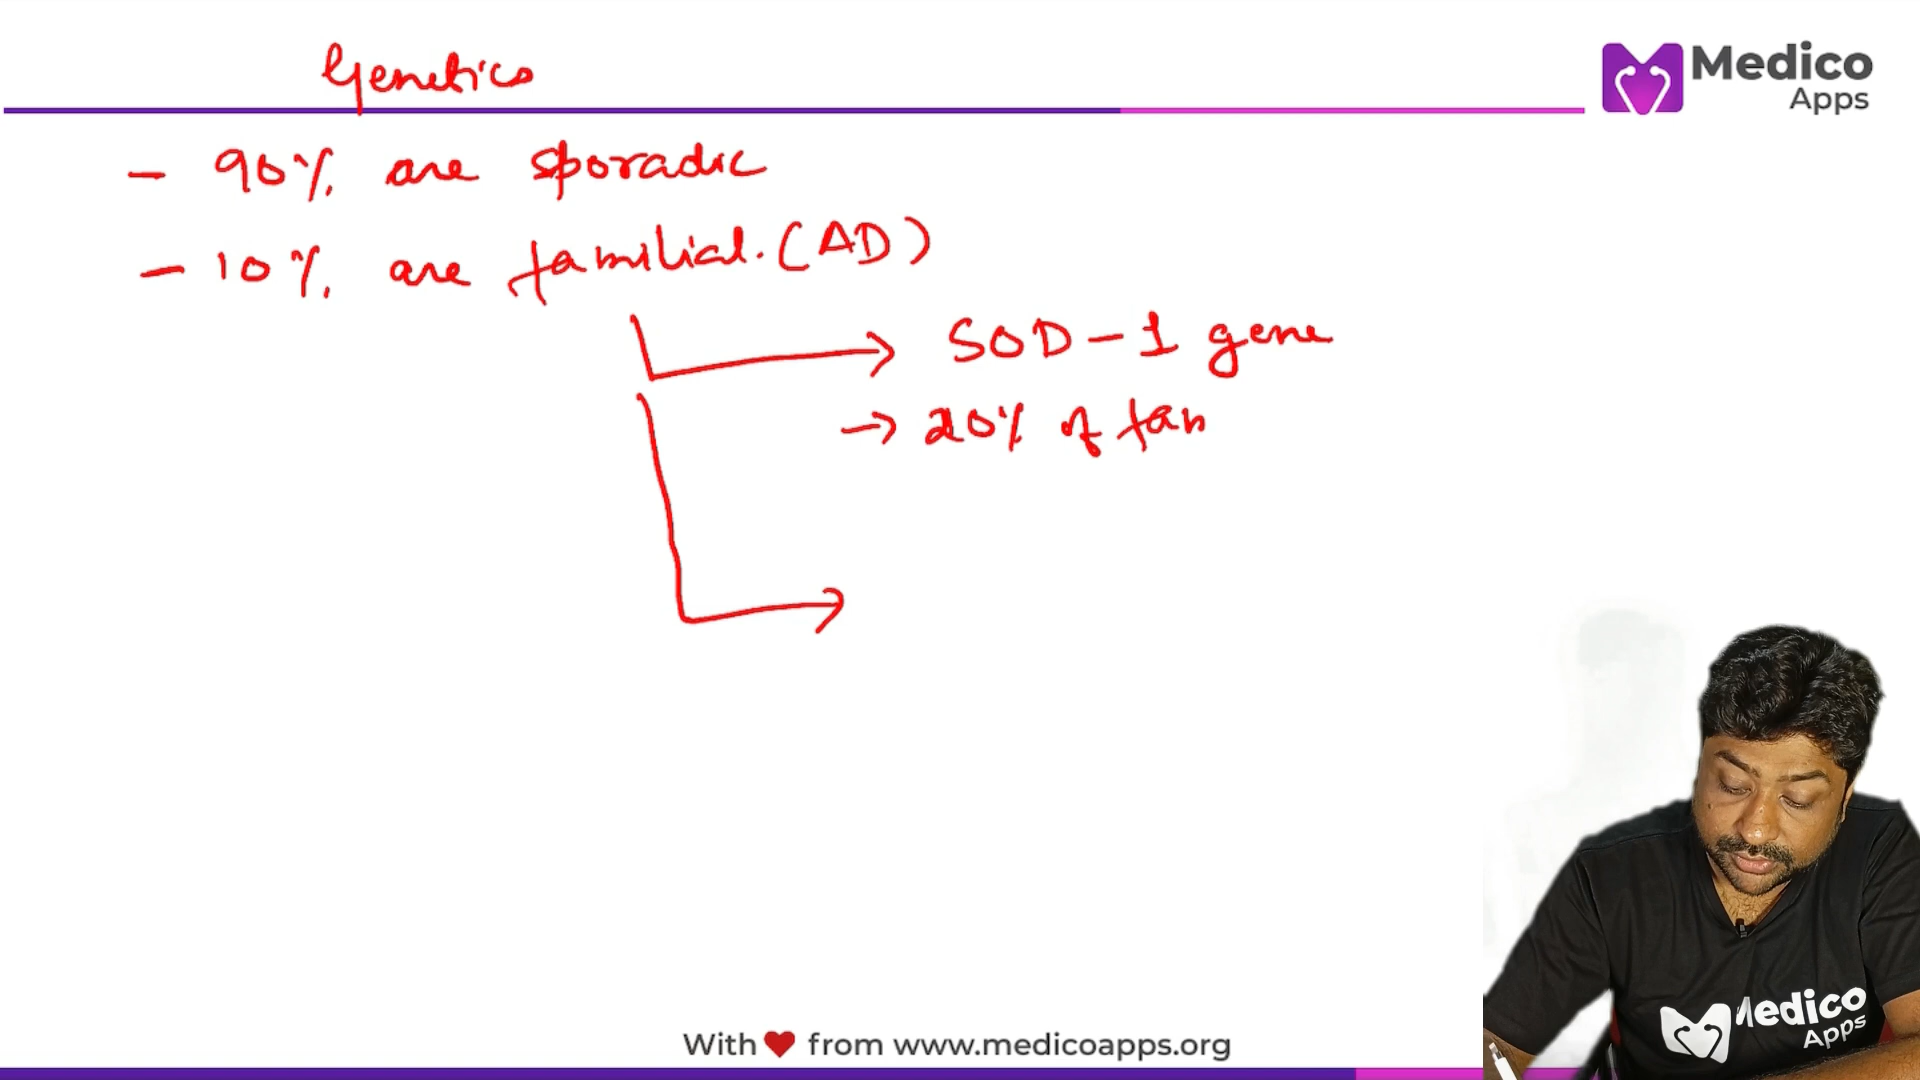 Genetics
Medico
Apps
- 90% are sporadic
- 10% are familial. (AD)
SOD-1 gene
→ 20% of fam
Medico
Apps
With ❤ from www.medicoapps.org